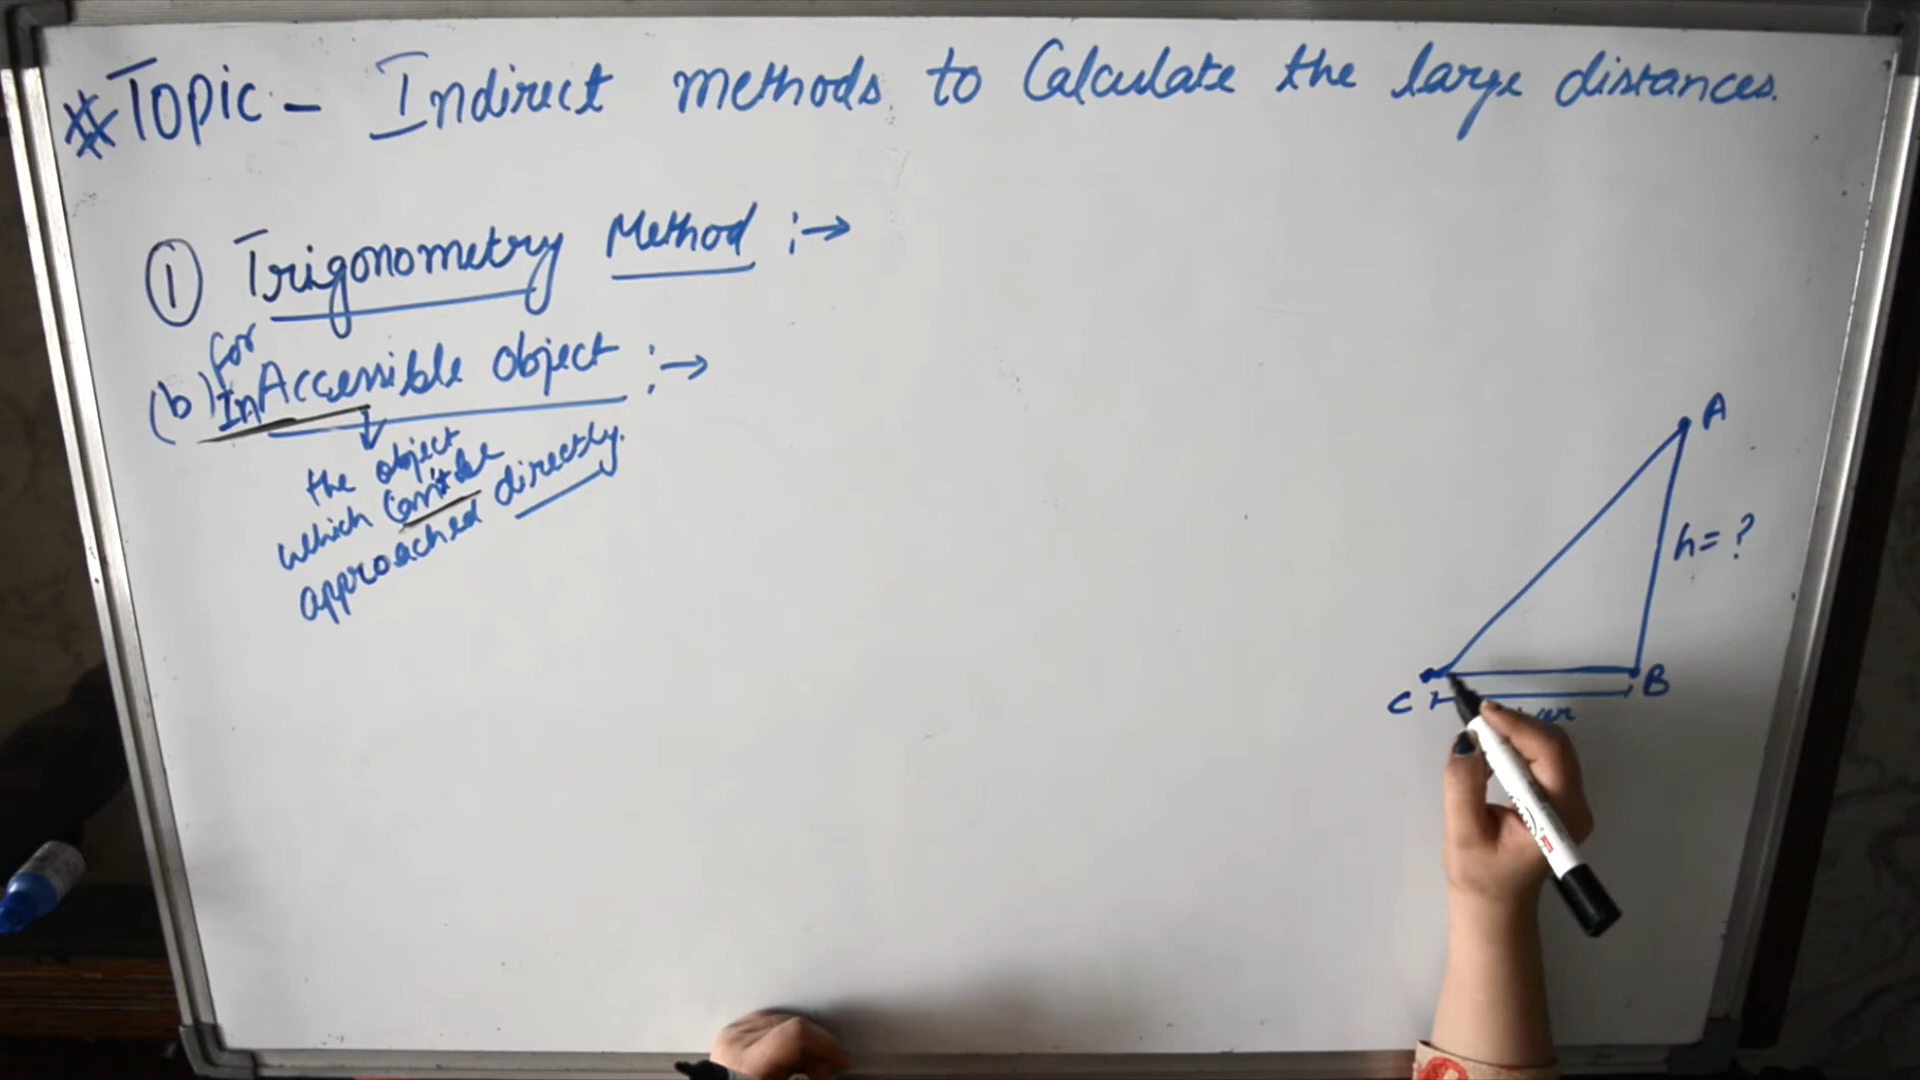 # Topic - Indirect methods to Calculate the large distances.
① Trigonometry Method :→
for
(b) InAccessible Object :→
the object
which can't be
approached directly.
A
h = ?
C
B